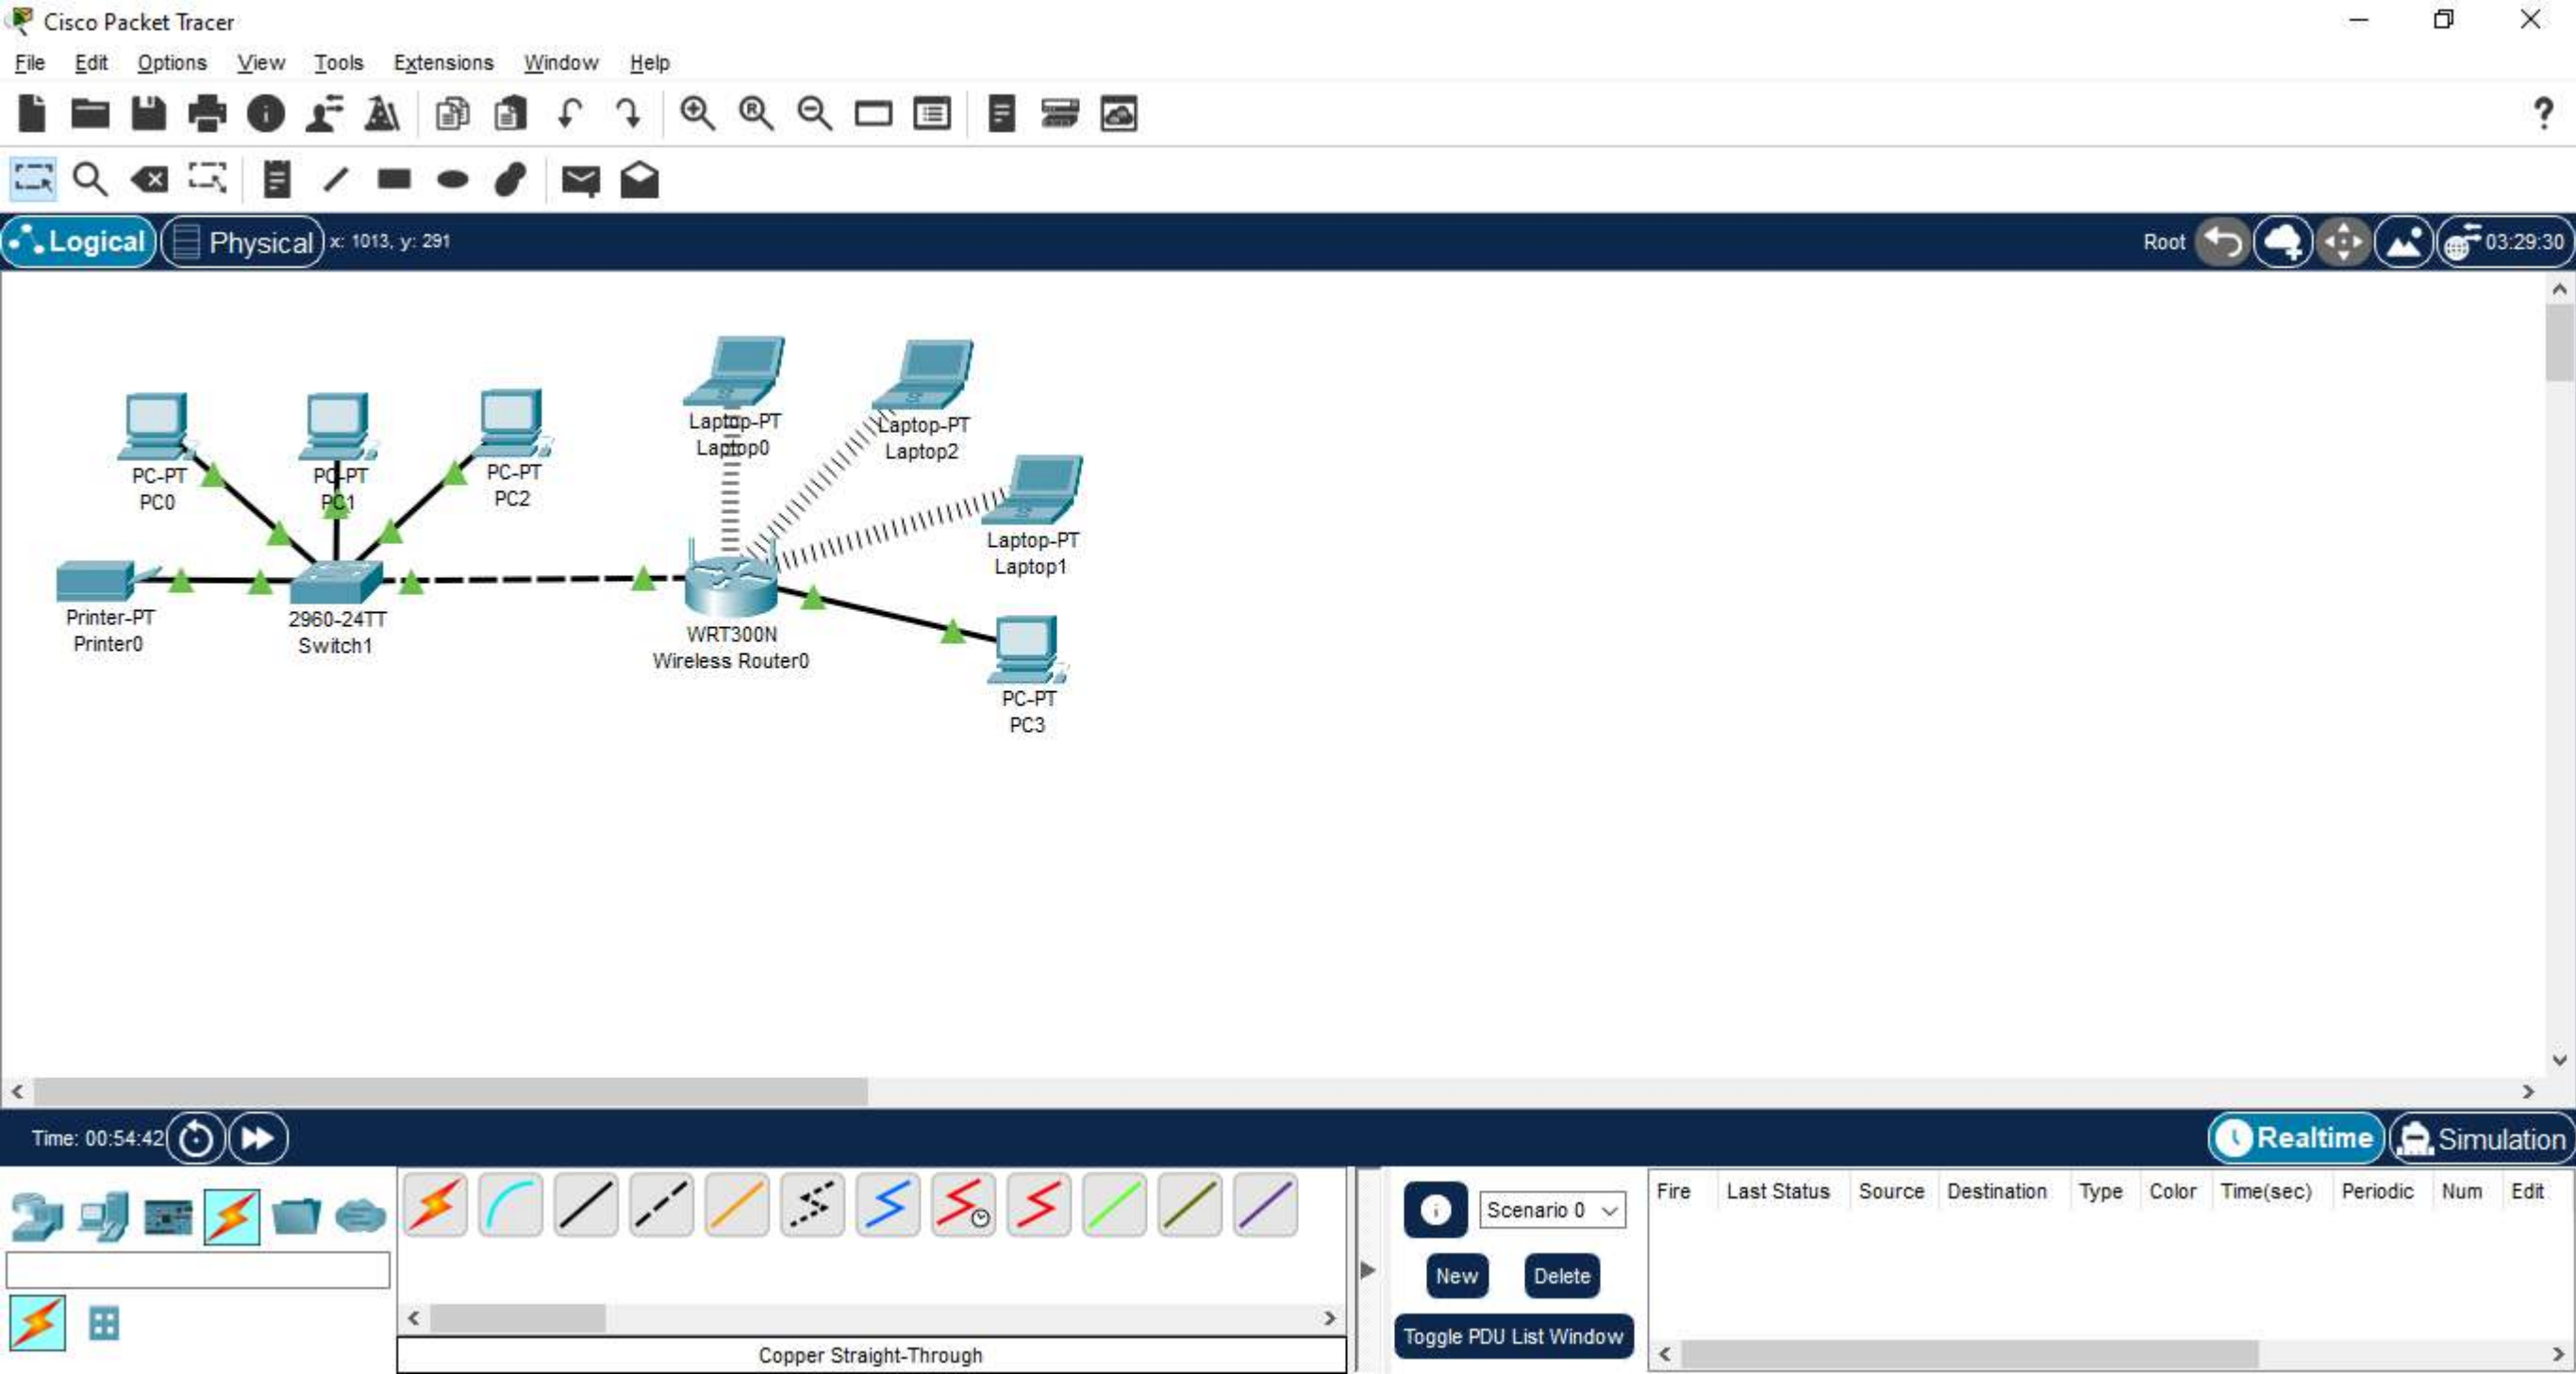 Cisco Packet Tracer
File Edit Options View Tools Extensions Window Help
?
Logical Physical x: 1013, y: 291 Root 03:29:30
Laptop-PT
Laptop0
Laptop-PT
Laptop2
PC-PT
PC0
PC-PT
PC1
PC-PT
PC2
Laptop-PT
Laptop1
Printer-PT
Printer0
2960-24TT
Switch1
WRT300N
Wireless Router0
PC-PT
PC3
Time: 00:54:42 Realtime Simulation
Scenario 0
New Delete
Toggle PDU List Window
Fire Last Status Source Destination Type Color Time(sec) Periodic Num Edit
Copper Straight-Through